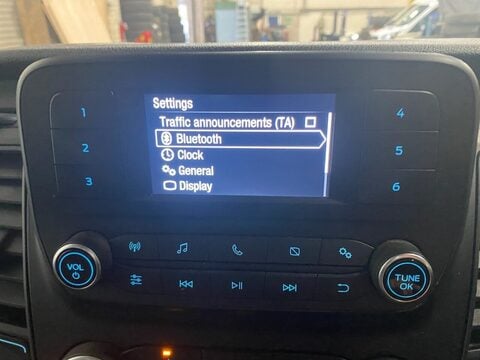 Settings
Traffic announcements (TA)
Bluetooth
Clock
General
Display
1
2
3
4
5
6
VOL
TUNE
OK